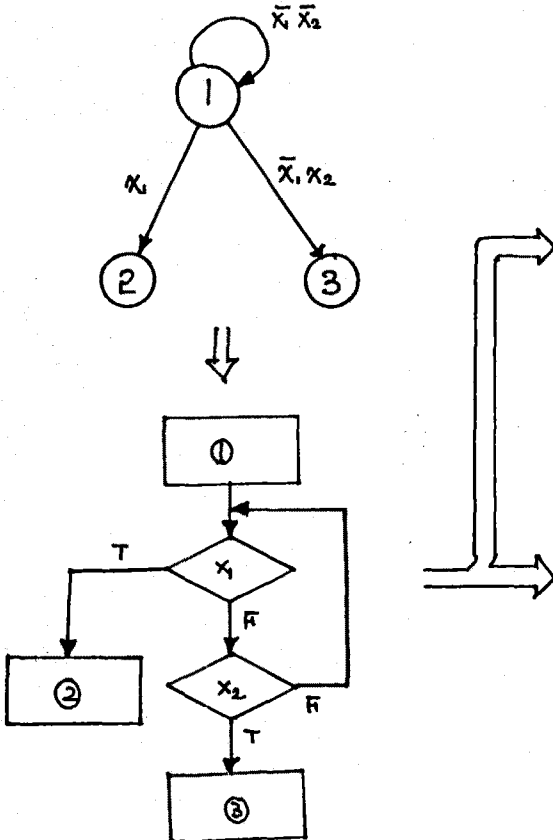 x̄₁ x̄₂
1
x₁
x̄₁ x₂
2
3
①
T
x₁
F
②
x₂
F
T
③